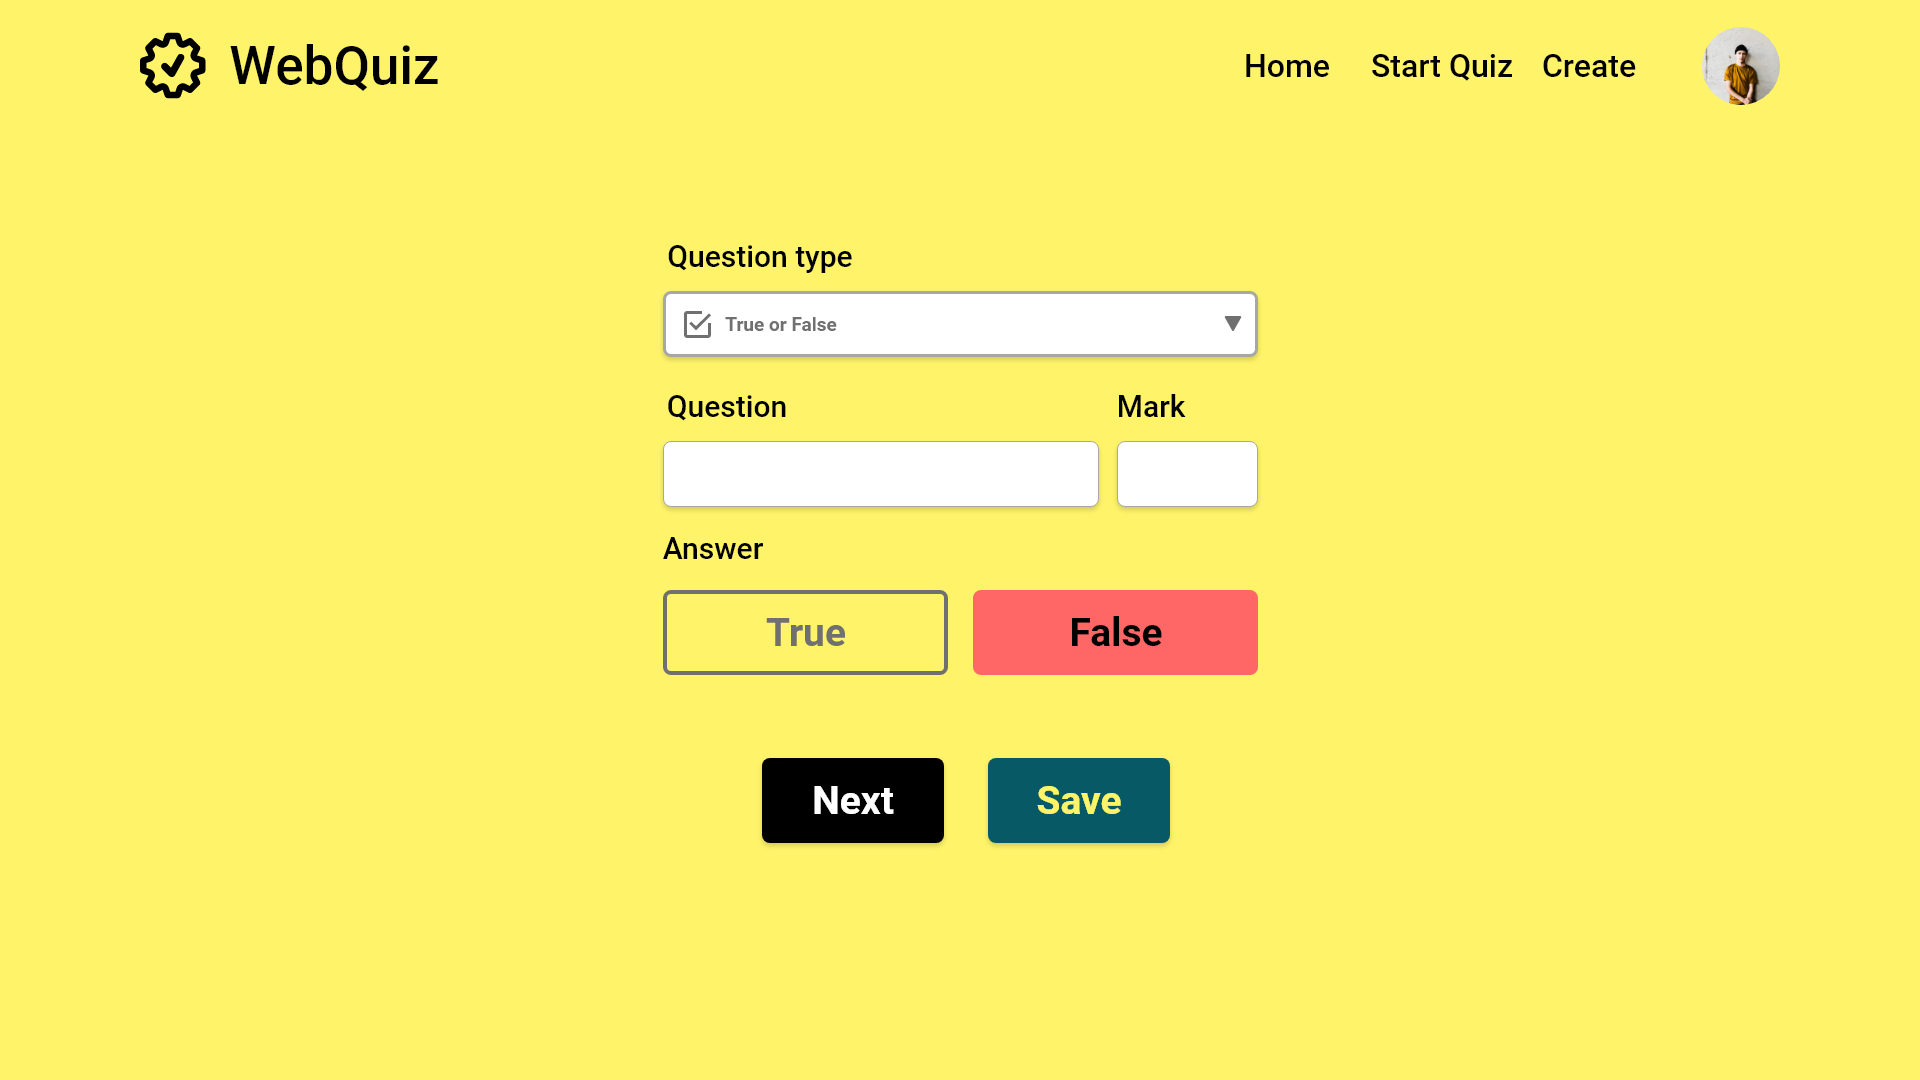 WebQuiz
Home Start Quiz Create
Question type
True or False
Question Mark
Answer
True False
Next Save